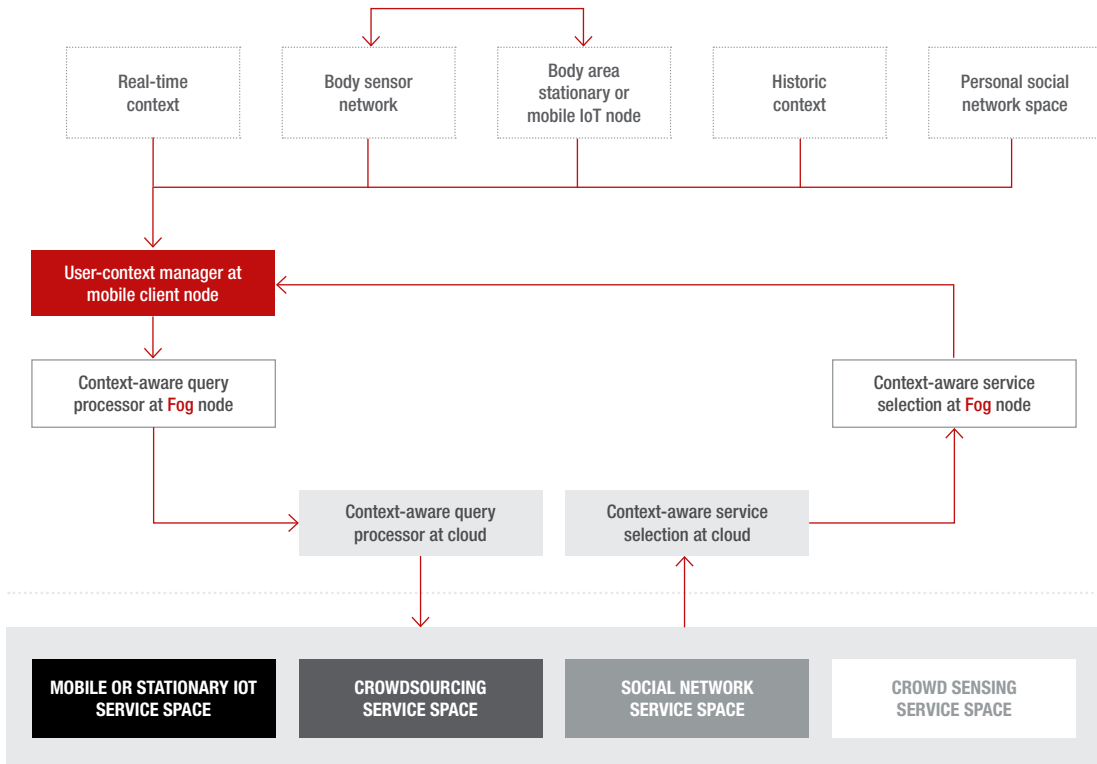 Real-time
context
Body sensor
network
Body area
stationary or
mobile IoT node
Historic
context
Personal social
network space
User-context manager at
mobile client node
Context-aware query
processor at Fog node
Context-aware service
selection at Fog node
Context-aware query
processor at cloud
Context-aware service
selection at cloud
MOBILE OR STATIONARY IOT
SERVICE SPACE
CROWDSOURCING
SERVICE SPACE
SOCIAL NETWORK
SERVICE SPACE
CROWD SENSING
SERVICE SPACE